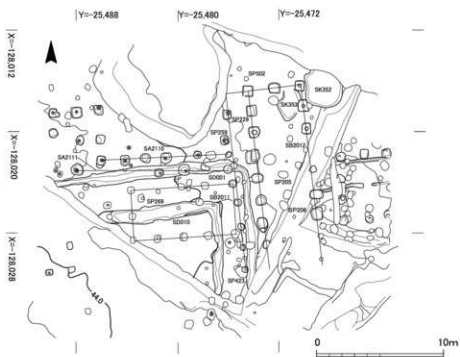 Y=-25,488
Y=-25,480
Y=-25,472
X=-128,012
X=-128,020
X=-128,028
SP502
SK352
SK353
SP229
SP258
SB2012
SA2110
SA2111
SD001
SP205
SP269
SB2011
SP206
SD010
SP423
44.0
0
10m